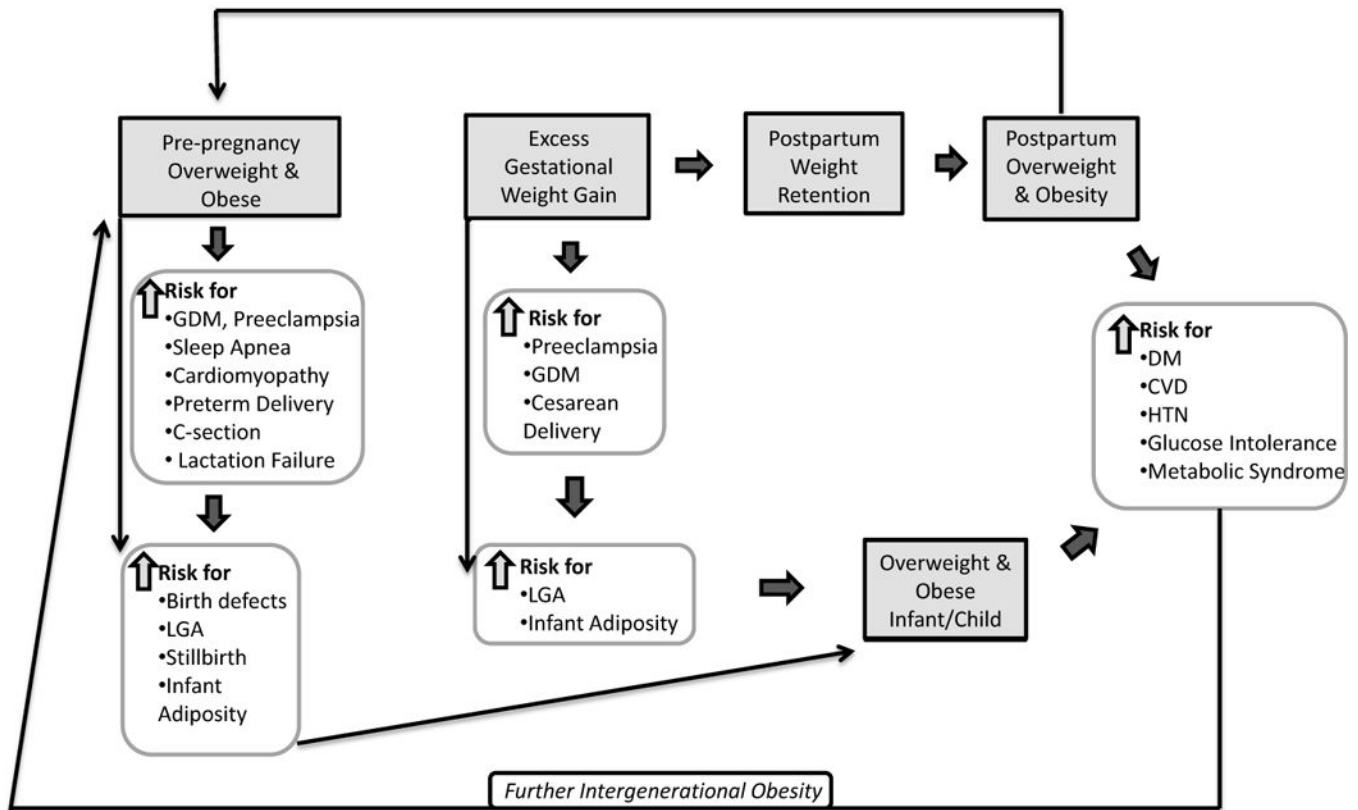 Pre-pregnancy
Overweight &
Obese
Excess
Gestational
Weight Gain
Postpartum
Weight
Retention
Postpartum
Overweight
& Obesity
Risk for
•GDM, Preeclampsia
•Sleep Apnea
•Cardiomyopathy
•Preterm Delivery
•C-section
• Lactation Failure
Risk for
•Preeclampsia
•GDM
•Cesarean
Delivery
Risk for
•DM
•CVD
•HTN
•Glucose Intolerance
•Metabolic Syndrome
Risk for
•Birth defects
•LGA
•Stillbirth
•Infant
Adiposity
Risk for
•LGA
•Infant Adiposity
Overweight &
Obese
Infant/Child
Further Intergenerational Obesity